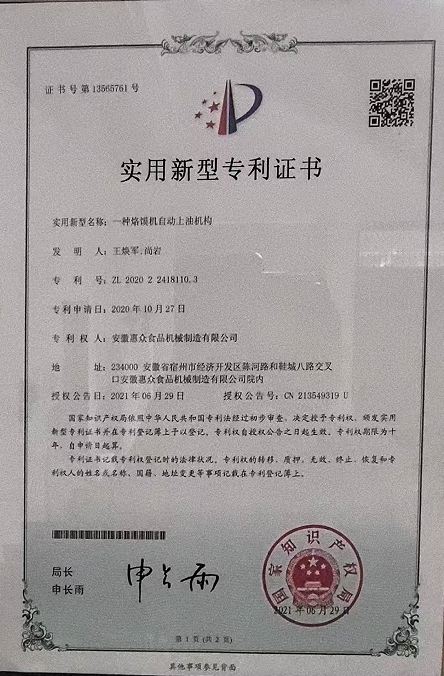 证书号第13565761号
实用新型专利证书
实用新型名称：一种烙馍机自动上油机构
发 明 人：王焕军;尚岩
专 利 号：ZL 2020 2 2418110.3
专利申请日：2020年10月27日
专 利 权 人：安徽惠众食品机械制造有限公司
地 址：234000 安徽省宿州市经济开发区陈河路和鞋城八路交叉
口安徽惠众食品机械制造有限公司院内
授权公告日：2021年06月29日 授权公告号：CN 213549319 U
国家知识产权局依照中华人民共和国专利法经过初步审查，决定授予专利权，颁发实用
新型专利证书并在专利登记簿上予以登记。专利权自授权公告之日起生效。专利权期限为十
年，自申请日起算。
专利证书记载专利权登记时的法律状况。专利权的转移、质押、无效、终止、恢复和专
利权人的姓名或名称、国籍、地址变更等事项记载在专利登记簿上。
局长
申长雨
申长雨
国家知识产权局
2021年06月29日
第 1 页 (共 2 页)
其他事项参见背面